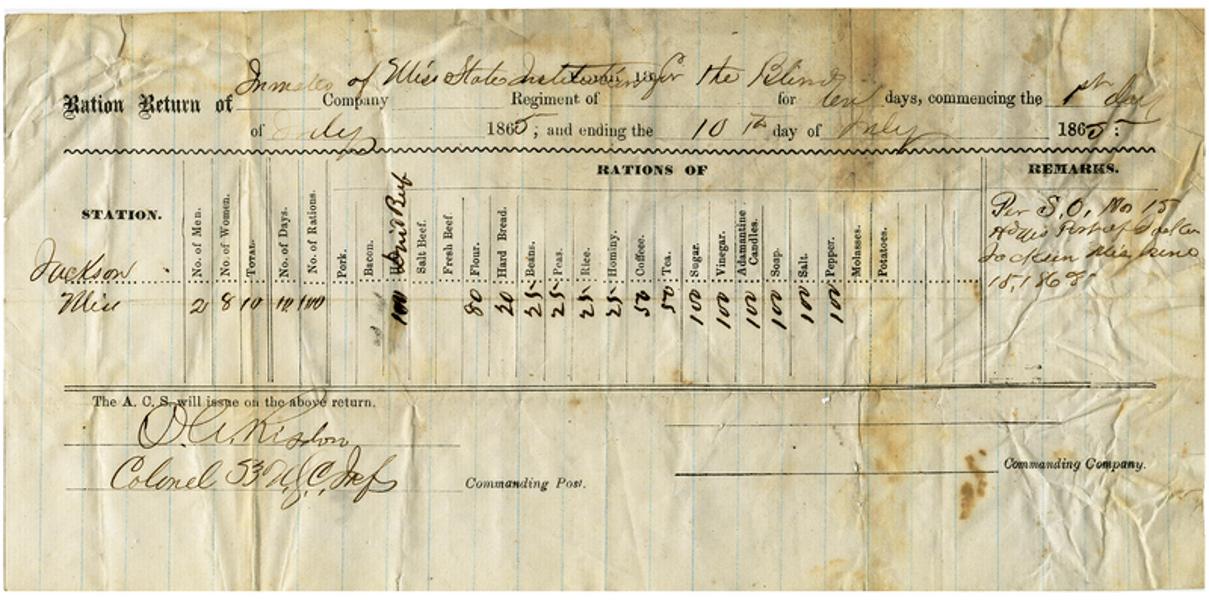 Inmates of Miss State Institution for the Blind
Ration Return of Company Regiment of for ten days, commencing the 1st day
of July 1865; and ending the 10th day of July 1865:
RATIONS OF
REMARKS.
STATION.
No. of Men.
No. of Women.
TOTAL.
No. of Days.
No. of Rations.
Pork.
Bacon.
Beef
Salt Beef.
Fresh Beef
Flour.
Hard Bread.
Beans.
Peas.
Rice.
Hominy.
Coffee.
Tea.
Sugar.
Vinegar.
Adamantine Candles.
Soap.
Salt.
Pepper.
Molasses.
Potatoes.
Per S.O. No 15
Hdqrs Post of Jackson
Jackson Miss June
15, 1865
Jackson
Miss 2 8 10 10 100 100 80 20 25 25 25 25 50 50 100 100 100 100 100 100
The A. C. S. will issue on the above return.
Colonel 53 U.S.C. Inf
Commanding Post.
Commanding Company.